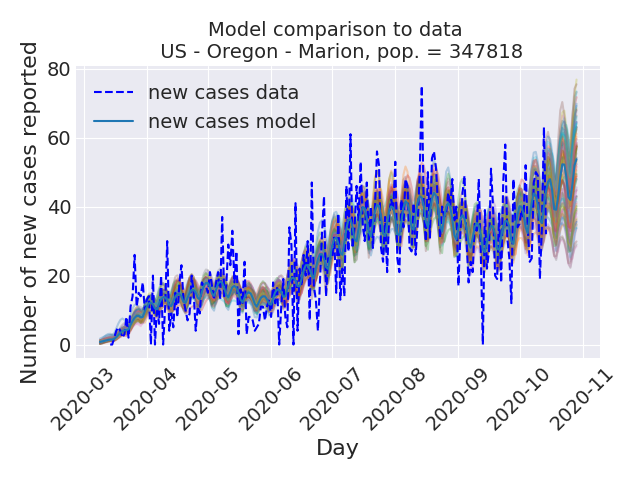 Model comparison to data
US - Oregon - Marion, pop. = 347818
Number of new cases reported
80
60
40
20
0
new cases data
new cases model
2020-03
2020-04
2020-05
2020-06
2020-07
2020-08
2020-09
2020-10
2020-11
Day